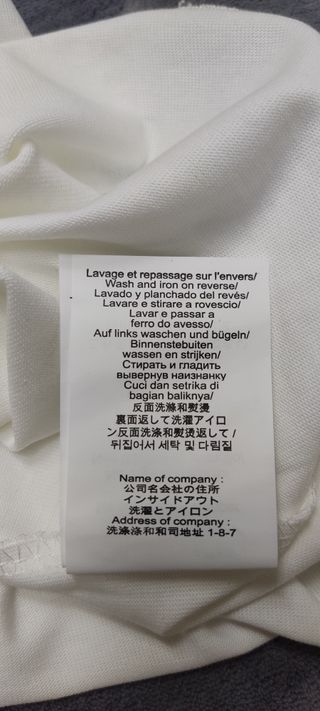 Lavage et repassage sur l'envers/
Wash and iron on reverse/
Lavado y planchado del revés/
Lavare e stirare a rovescio/
Lavar e passar a
ferro do avesso/
Auf links waschen und bügeln/
Binnenstebuiten
wassen en strijken/
Стирать и гладить
вывернув наизнанку
Cuci dan setrika di
bagian baliknya/
反面洗滌和熨燙
裏面返して洗濯アイロ
ン反面洗涤和熨烫返して /
뒤집어서 세탁 및 다림질
Name of company :
公司名会社の住所
インサイドアウト
洗濯とアイロン
Address of company :
洗涤涤和和司地址 1-8-7